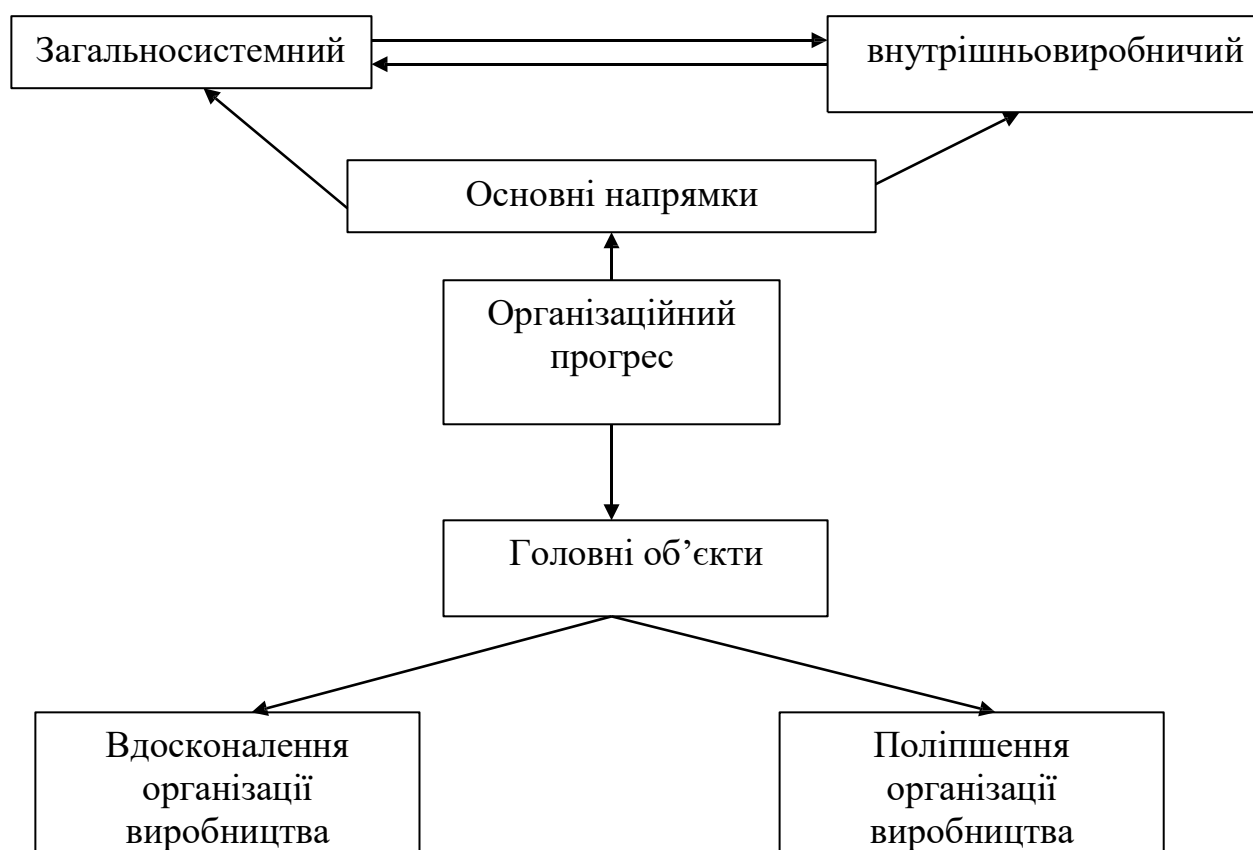 Загальносистемний
внутрішньовиробничий
Основні напрямки
Організаційний
прогрес
Головні об’єкти
Вдосконалення
організації
виробництва
Поліпшення
організації
виробництва